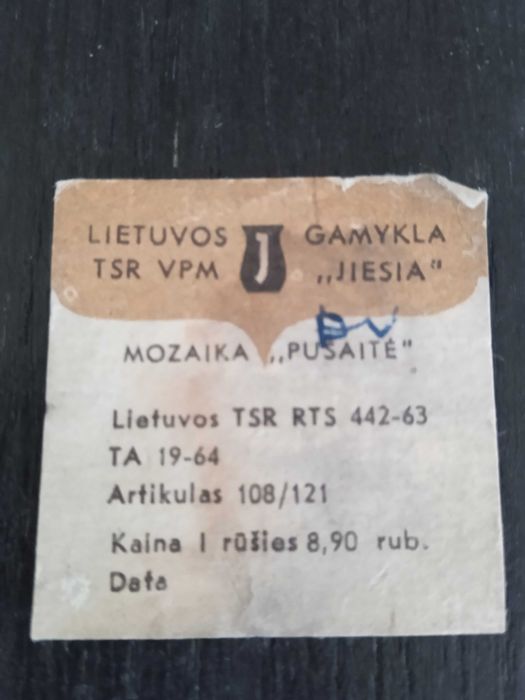 LIETUVOS J GAMYKLA
TSR VPM „JIESIA"
MOZAIKA „PUŠAITĖ"
Lietuvos TSR RTS 442-63
TA 19-64
Artikulas 108/121
Kaina I rūšies 8,90 rub.
Data